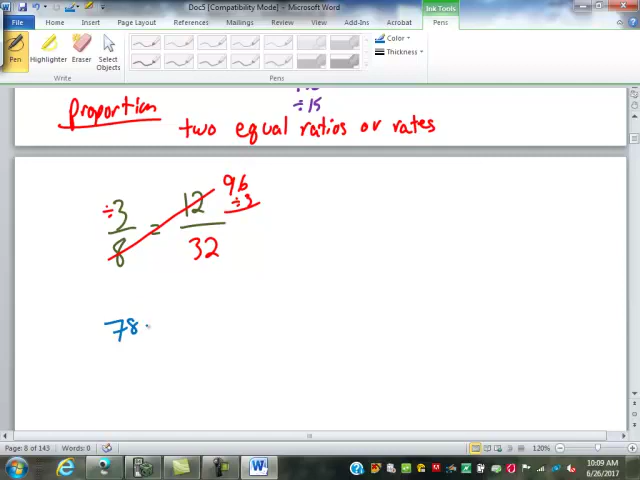 Doc5 [Compatibility Mode] - Microsoft Word
Ink Tools
File Home Insert Page Layout References Mailings Review View Add-Ins Acrobat Pens
Pen Highlighter Eraser Select Objects
Color
Thickness
Write
Pens
÷15
Proportion
two equal ratios or rates
96
÷3
÷3 = 12
8 32
78
Page: 8 of 143 Words: 0 120%
10:09 AM
6/26/2017